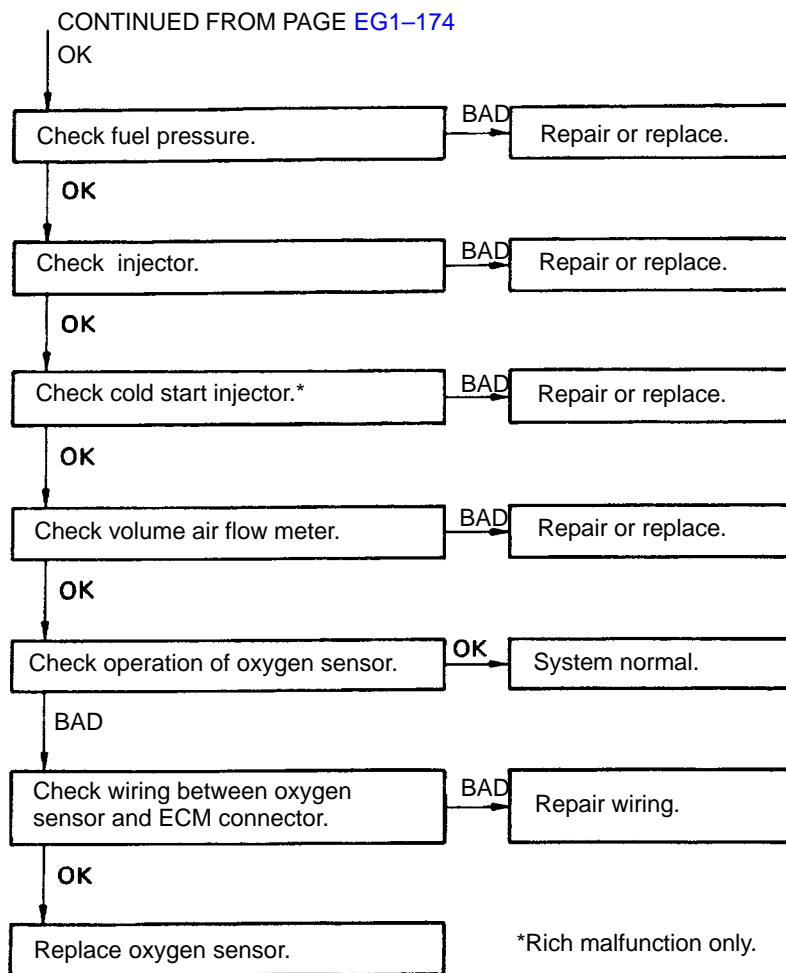 CONTINUED FROM PAGE EG1–174
OK
Check fuel pressure.
BAD
Repair or replace.
OK
Check injector.
BAD
Repair or replace.
OK
Check cold start injector.*
BAD
Repair or replace.
OK
Check volume air flow meter.
BAD
Repair or replace.
OK
Check operation of oxygen sensor.
OK
System normal.
BAD
Check wiring between oxygen
sensor and ECM connector.
BAD
Repair wiring.
OK
Replace oxygen sensor.
*Rich malfunction only.